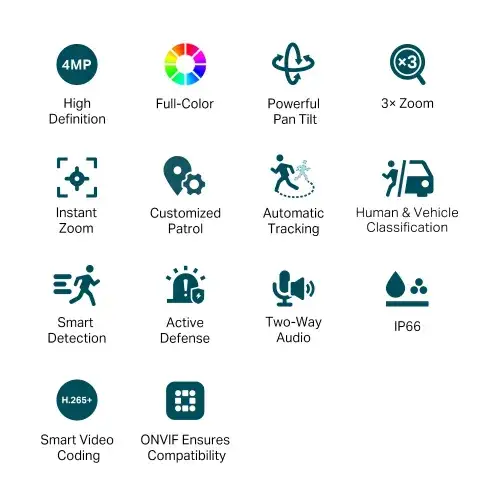 4MP
High
Definition
Full-Color
Powerful
Pan Tilt
×3
3× Zoom
Instant
Zoom
Customized
Patrol
Automatic
Tracking
Human & Vehicle
Classification
Smart
Detection
Active
Defense
Two-Way
Audio
IP66
H.265+
Smart Video
Coding
ONVIF Ensures
Compatibility